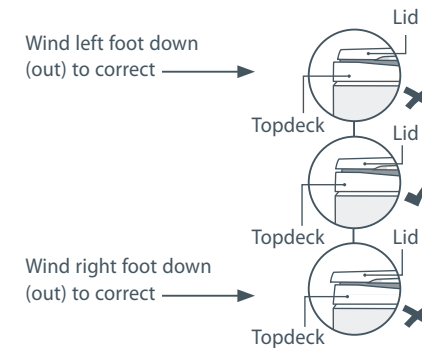 Lid
Wind left foot down
(out) to correct
Topdeck
Lid
Topdeck
Lid
Wind right foot down
(out) to correct
Topdeck